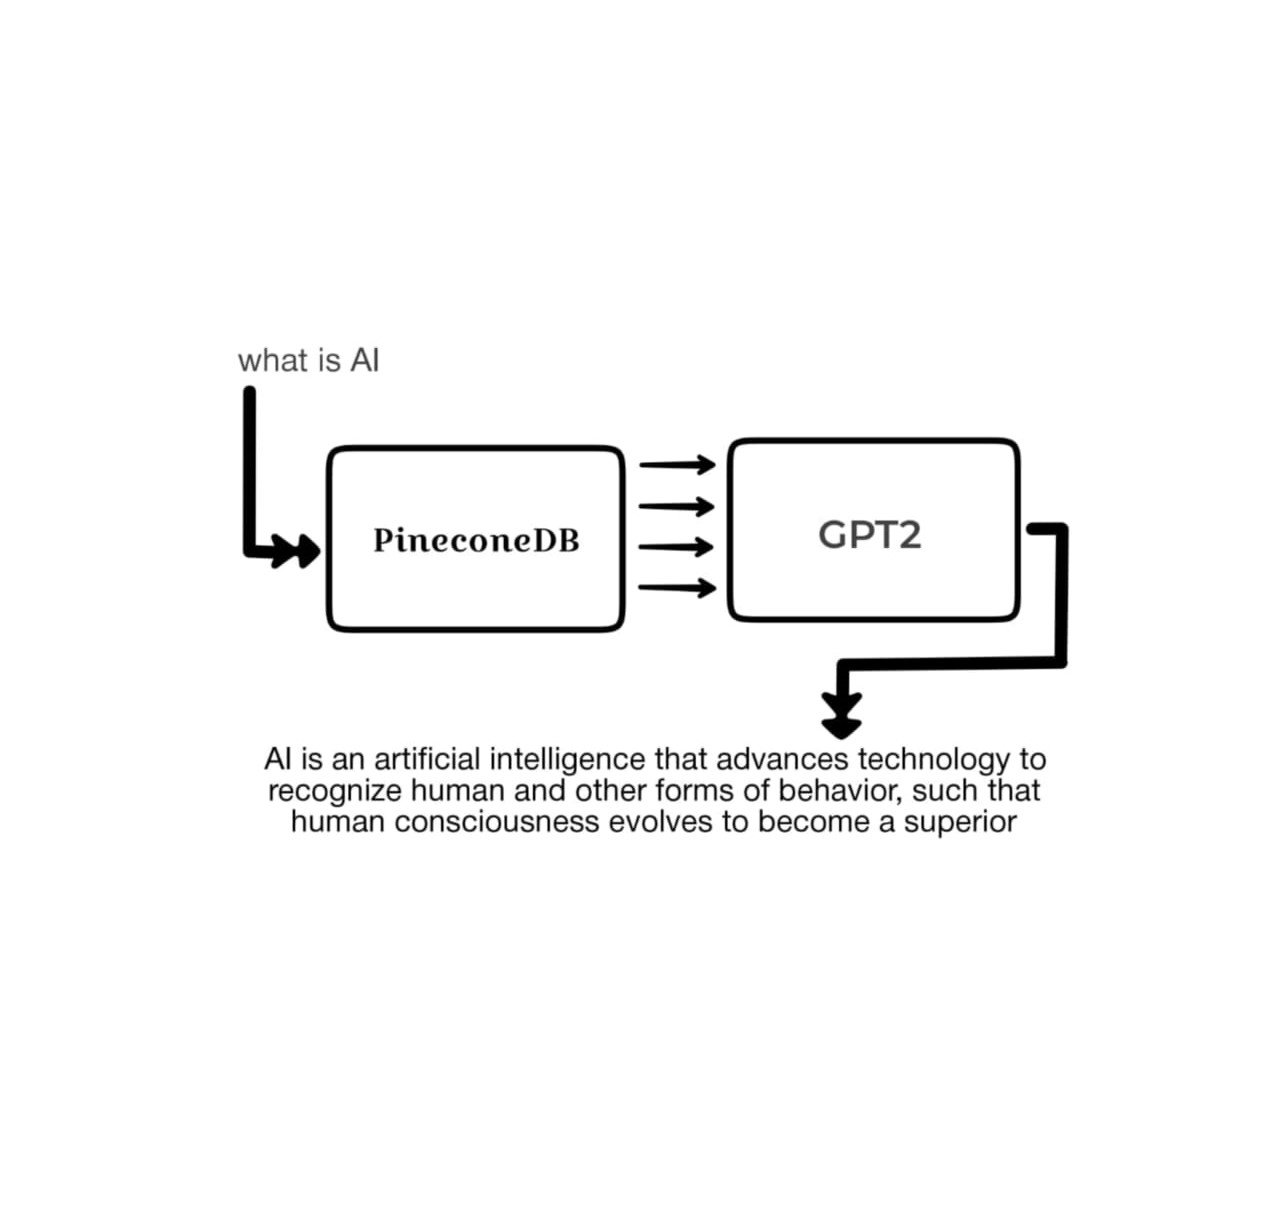 what is AI
PineconeDB
GPT2
AI is an artificial intelligence that advances technology to
recognize human and other forms of behavior, such that
human consciousness evolves to become a superior